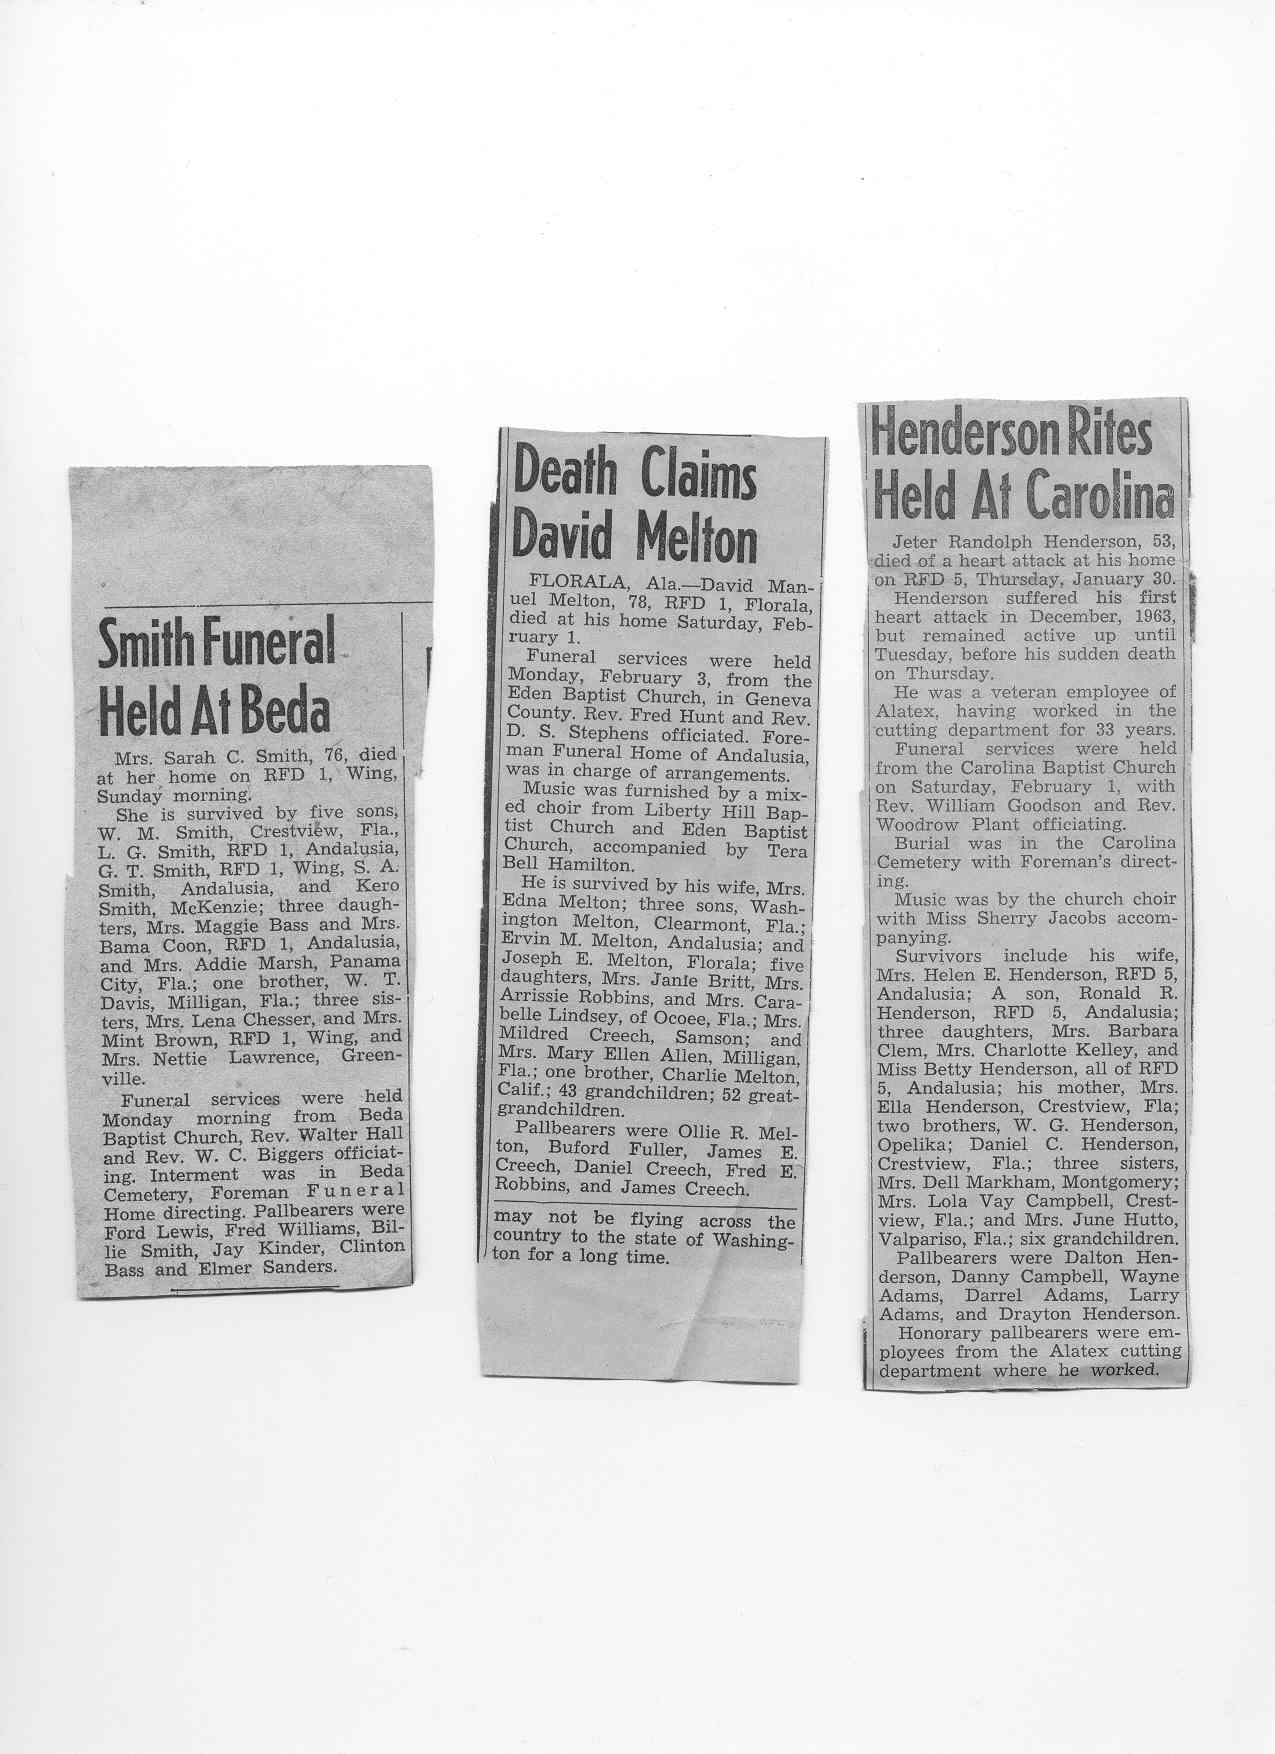 Smith Funeral
Held At Beda
Mrs. Sarah C. Smith, 76, died
at her home on RFD 1, Wing,
Sunday morning.
She is survived by five sons,
W. M. Smith, Crestview, Fla.,
L. G. Smith, RFD 1, Andalusia,
G. T. Smith, RFD 1, Wing, S. A.
Smith, Andalusia, and Kero
Smith, McKenzie; three daugh-
ters, Mrs. Maggie Bass and Mrs.
Bama Coon, RFD 1, Andalusia,
and Mrs. Addie Marsh, Panama
City, Fla.; one brother, W. T.
Davis, Milligan, Fla.; three sis-
ters, Mrs. Lena Chesser, and Mrs.
Mint Brown, RFD 1, Wing, and
Mrs. Nettie Lawrence, Green-
ville.
Funeral services were held
Monday morning from Beda
Baptist Church, Rev. Walter Hall
and Rev. W. C. Biggers officiat-
ing. Interment was in Beda
Cemetery, Foreman Funeral
Home directing. Pallbearers were
Ford Lewis, Fred Williams, Bil-
lie Smith, Jay Kinder, Clinton
Bass and Elmer Sanders.
Death Claims
David Melton
FLORALA, Ala.—David Man-
uel Melton, 78, RFD 1, Florala,
died at his home Saturday, Feb-
ruary 1.
Funeral services were held
Monday, February 3, from the
Eden Baptist Church, in Geneva
County. Rev. Fred Hunt and Rev.
D. S. Stephens officiated. Fore-
man Funeral Home of Andalusia,
was in charge of arrangements.
Music was furnished by a mix-
ed choir from Liberty Hill Bap-
tist Church and Eden Baptist
Church, accompanied by Tera
Bell Hamilton.
He is survived by his wife, Mrs.
Edna Melton; three sons, Wash-
ington Melton, Clearmont, Fla.;
Ervin M. Melton, Andalusia; and
Joseph E. Melton, Florala; five
daughters, Mrs. Janie Britt, Mrs.
Arrissie Robbins, and Mrs. Cara-
belle Lindsey, of Ocoee, Fla.; Mrs.
Mildred Creech, Samson; and
Mrs. Mary Ellen Allen, Milligan,
Fla.; one brother, Charlie Melton,
Calif.; 43 grandchildren; 52 great-
grandchildren.
Pallbearers were Ollie R. Mel-
ton, Buford Fuller, James E.
Creech, Daniel Creech, Fred E.
Robbins, and James Creech.
may not be flying across the
country to the state of Washing-
ton for a long time.
Henderson Rites
Held At Carolina
Jeter Randolph Henderson, 53,
died of a heart attack at his home
on RFD 5, Thursday, January 30.
Henderson suffered his first
heart attack in December, 1963,
but remained active up until
Tuesday, before his sudden death
on Thursday.
He was a veteran employee of
Alatex, having worked in the
cutting department for 33 years.
Funeral services were held
from the Carolina Baptist Church
on Saturday, February 1, with
Rev. William Goodson and Rev.
Woodrow Plant officiating.
Burial was in the Carolina
Cemetery with Foreman's direct-
ing.
Music was by the church choir
with Miss Sherry Jacobs accom-
panying.
Survivors include his wife,
Mrs. Helen E. Henderson, RFD 5,
Andalusia; A son, Ronald R.
Henderson, RFD 5, Andalusia;
three daughters, Mrs. Barbara
Clem, Mrs. Charlotte Kelley, and
Miss Betty Henderson, all of RFD
5, Andalusia; his mother, Mrs.
Ella Henderson, Crestview, Fla;
two brothers, W. G. Henderson,
Opelika; Daniel C. Henderson,
Crestview, Fla.; three sisters,
Mrs. Dell Markham, Montgomery;
Mrs. Lola Vay Campbell, Crest-
view, Fla.; and Mrs. June Hutto,
Valpariso, Fla.; six grandchildren.
Pallbearers were Dalton Hen-
derson, Danny Campbell, Wayne
Adams, Darrel Adams, Larry
Adams, and Drayton Henderson.
Honorary pallbearers were em-
ployees from the Alatex cutting
department where he worked.